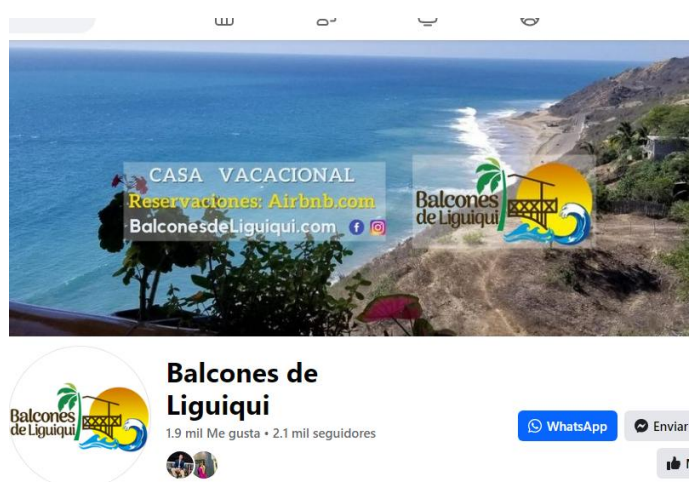 CASA VACACIONAL
Reservaciones: Airbnb.com
BalconesdeLiguiqui.com
Balcones
de Liguiqui
Balcones de
Liguiqui
1.9 mil Me gusta • 2.1 mil seguidores
Balcones
de Liguiqui
WhatsApp
Enviar